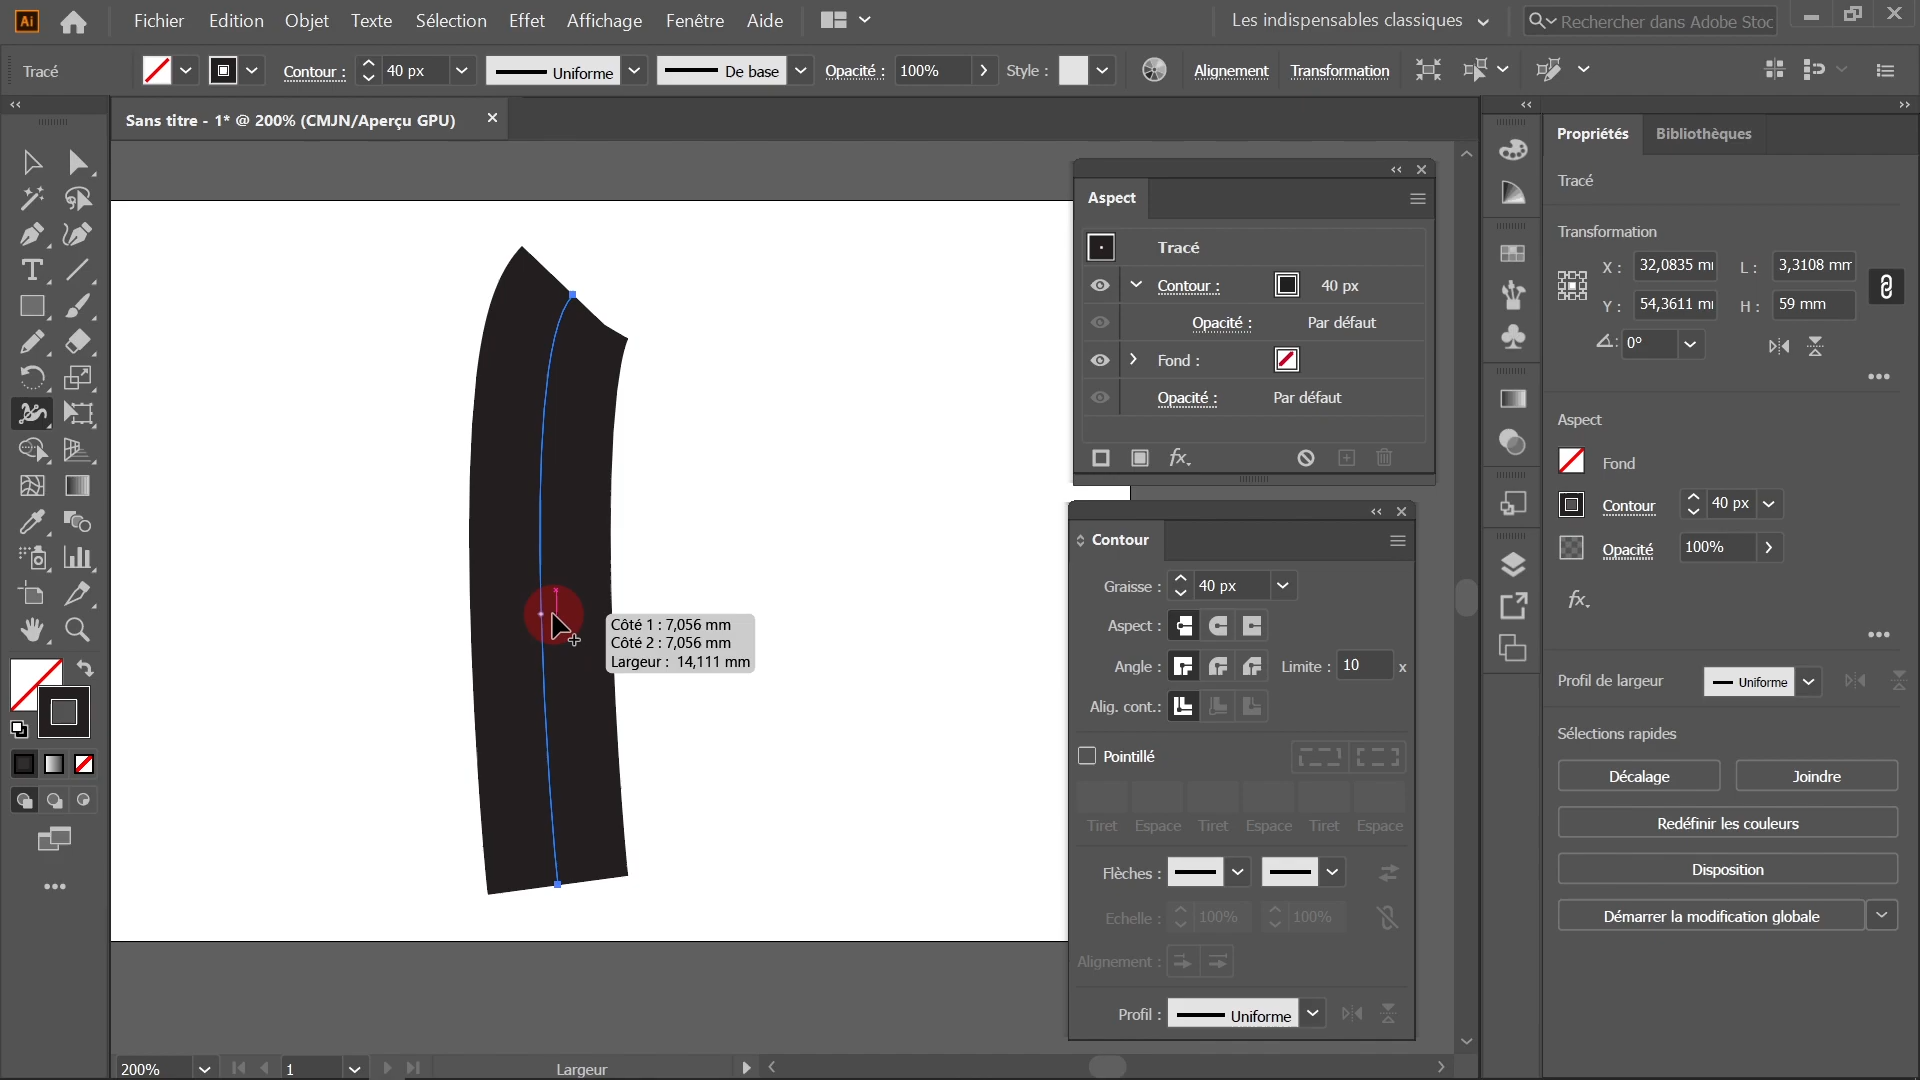 Ai Fichier Edition Objet Texte Sélection Effet Affichage Fenêtre Aide Les indispensables classiques Rechercher dans Adobe Stoc
Tracé Contour : 40 px Uniforme De base Opacité : 100% Style : Alignement Transformation
Sans titre - 1* @ 200% (CMJN/Aperçu GPU)
Côté 1 : 7,056 mm
Côté 2 : 7,056 mm
Largeur : 14,111 mm
Aspect
Tracé
Contour : 40 px
Opacité : Par défaut
Fond :
Opacité : Par défaut
fx.
Contour
Graisse : 40 px
Aspect :
Angle : Limite : 10 x
Alig. cont.:
Pointillé
Tiret Espace Tiret Espace Tiret Espace
Flèches :
Echelle : 100% 100%
Alignement :
Profil : Uniforme
Propriétés Bibliothèques
Tracé
Transformation
X : 32,0835 m L : 3,3108 mm
Y : 54,3611 m H : 59 mm
0°
Aspect
Fond
Contour 40 px
Opacité 100%
fx.
Profil de largeur Uniforme
Sélections rapides
Décalage Joindre
Redéfinir les couleurs
Disposition
Démarrer la modification globale
200% 1 Largeur